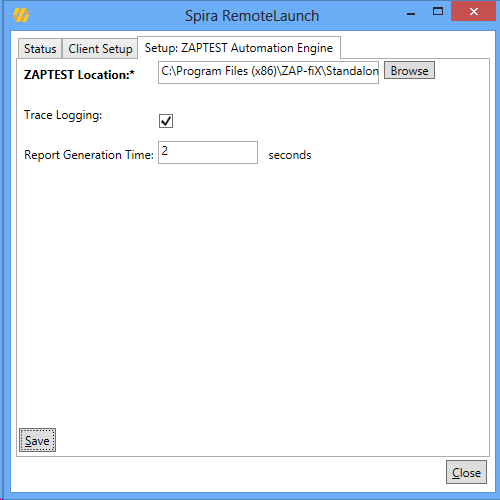 Spira RemoteLaunch
Status Client Setup Setup: ZAPTEST Automation Engine
ZAPTEST Location:* C:\Program Files (x86)\ZAP-fiX\Standalon Browse
Trace Logging:
Report Generation Time: 2 seconds
Save
Close